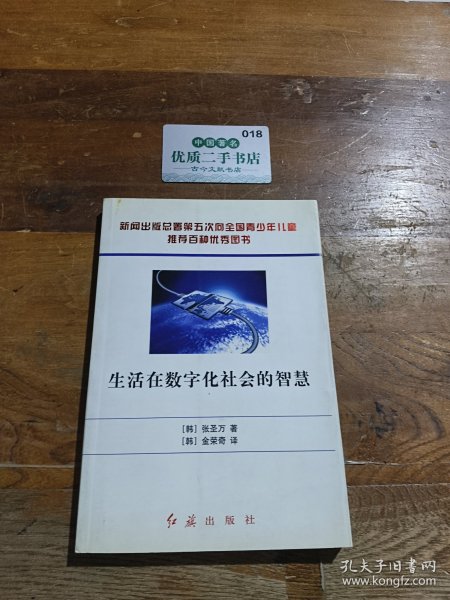 018
中国著名
优质二手书店
古今文献书店
新闻出版总署第五次向全国青少年儿童
推荐百种优秀图书
生活在数字化社会的智慧
［韩］张圣万 著
［韩］金荣奇 译
红旗出版社
孔夫子旧书网
www.kongfz.com